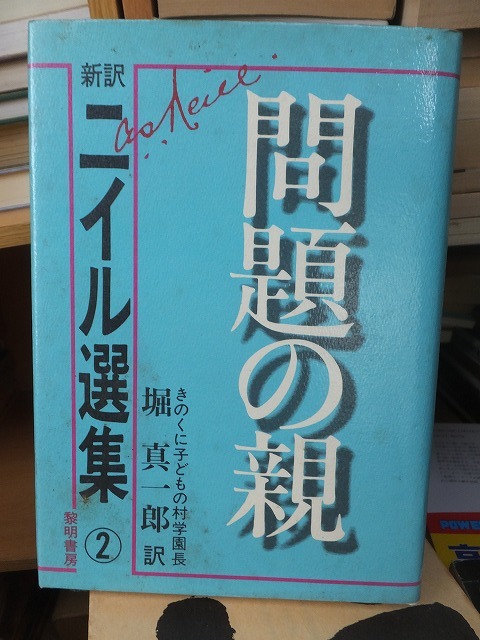 問題の親
新訳
ニイル選集
②
きのくに子どもの村学園長
堀 真一郎 訳
黎明書房
POWER